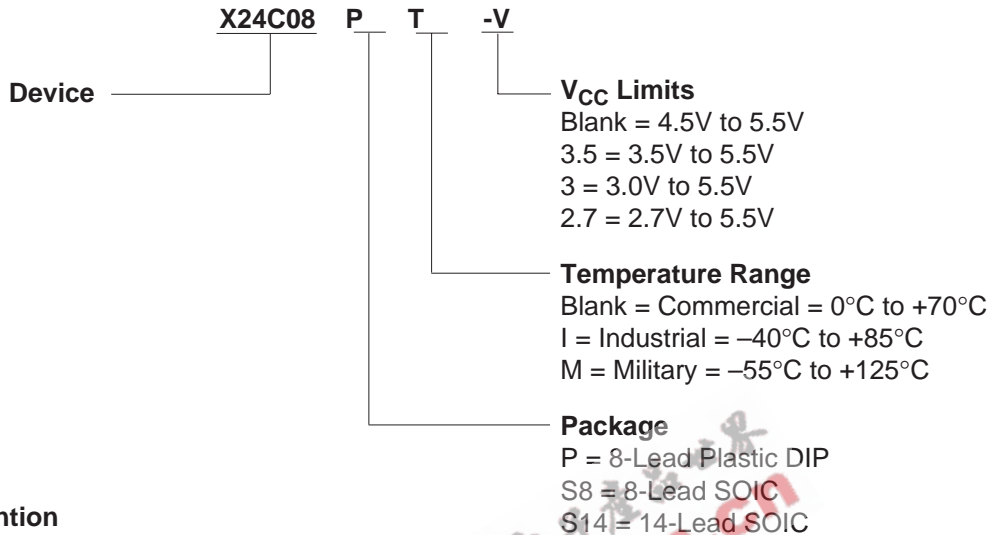 X24C08 P T -V
Device
V_CC Limits
Blank = 4.5V to 5.5V
3.5 = 3.5V to 5.5V
3 = 3.0V to 5.5V
2.7 = 2.7V to 5.5V
Temperature Range
Blank = Commercial = 0°C to +70°C
I = Industrial = –40°C to +85°C
M = Military = –55°C to +125°C
Package
P = 8-Lead Plastic DIP
S8 = 8-Lead SOIC
S14 = 14-Lead SOIC
ntion
.cn